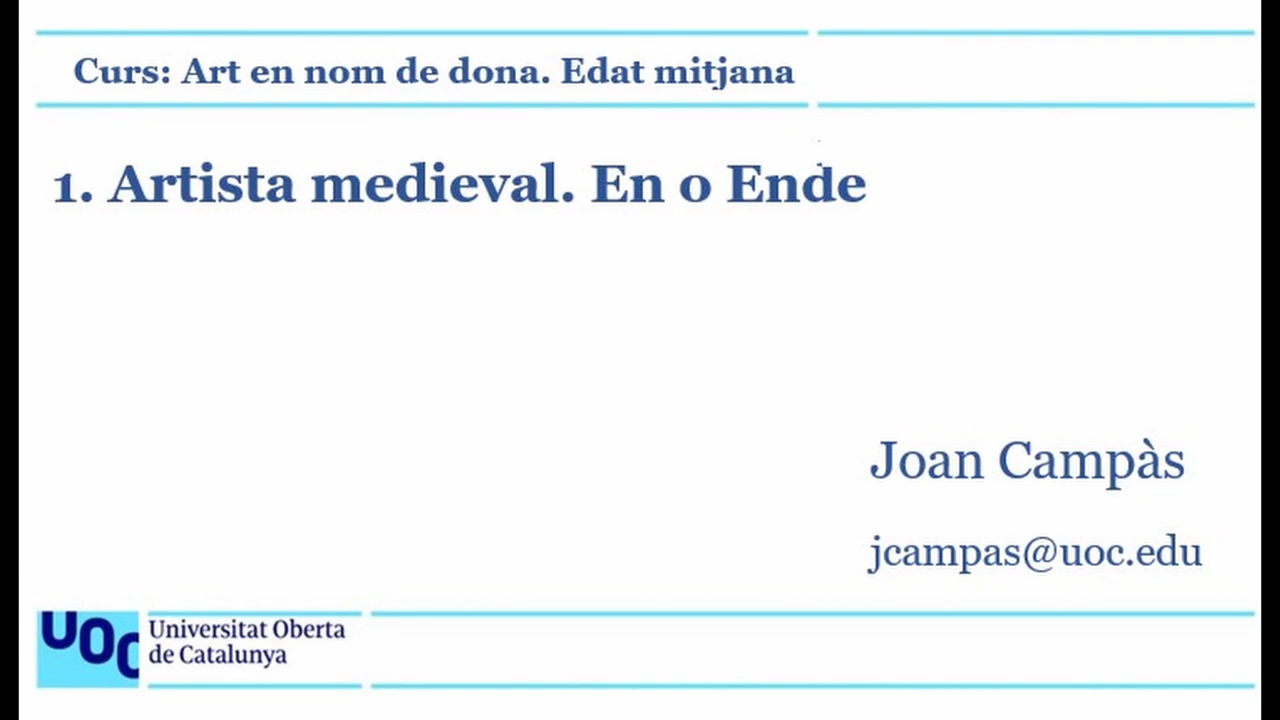 Curs: Art en nom de dona. Edat mitjana
1. Artista medieval. En o Ende
Joan Campàs
jcampas@uoc.edu
UOC
Universitat Oberta
de Catalunya